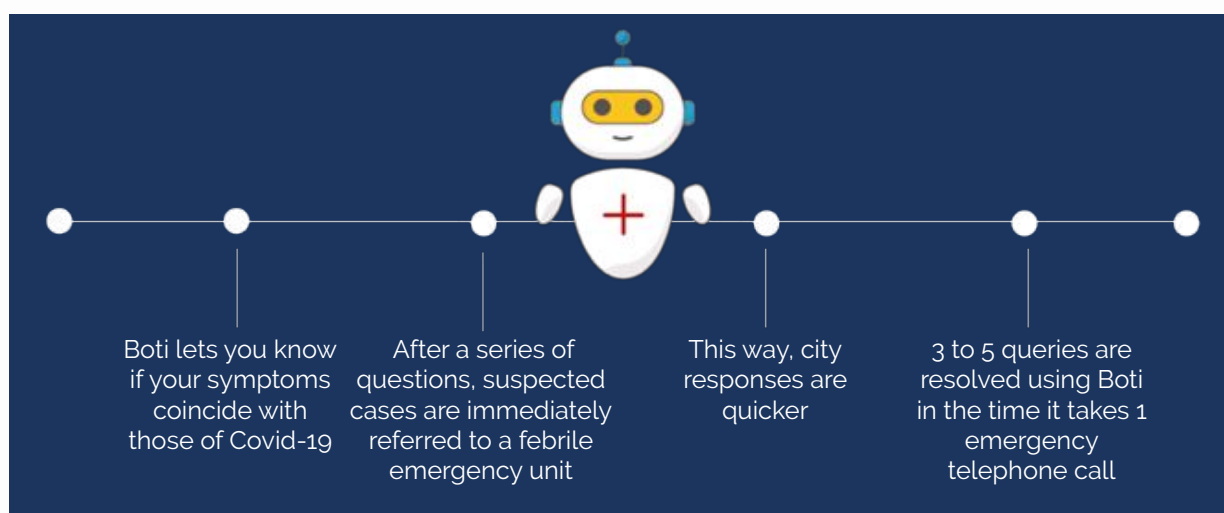 Boti lets you know
if your symptoms
coincide with
those of Covid-19
After a series of
questions, suspected
cases are immediately
referred to a febrile
emergency unit
This way, city
responses are
quicker
3 to 5 queries are
resolved using Boti
in the time it takes 1
emergency
telephone call